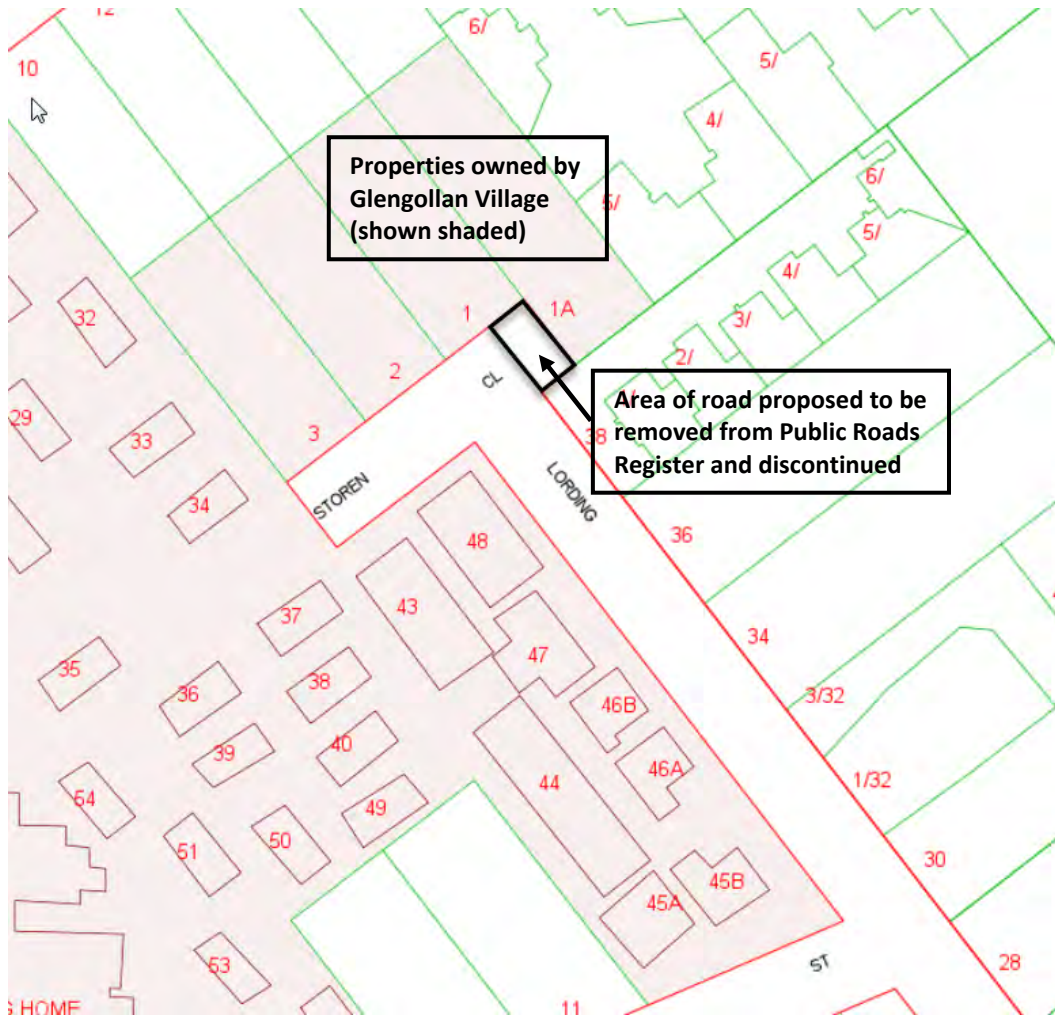 12
6/
5/
10
4/
Properties owned by
Glengollan Village
(shown shaded)
5/
6/
5/
4/
3/
2/
32
1
1A
2
CL
Area of road proposed to be
removed from Public Roads
Register and discontinued
38
29
33
3
34
STOREN
LORDING
36
48
43
37
47
34
35
36
38
46B
3/32
39
40
46A
44
1/32
54
49
50
51
30
45B
45A
53
ST
28
11
HOME